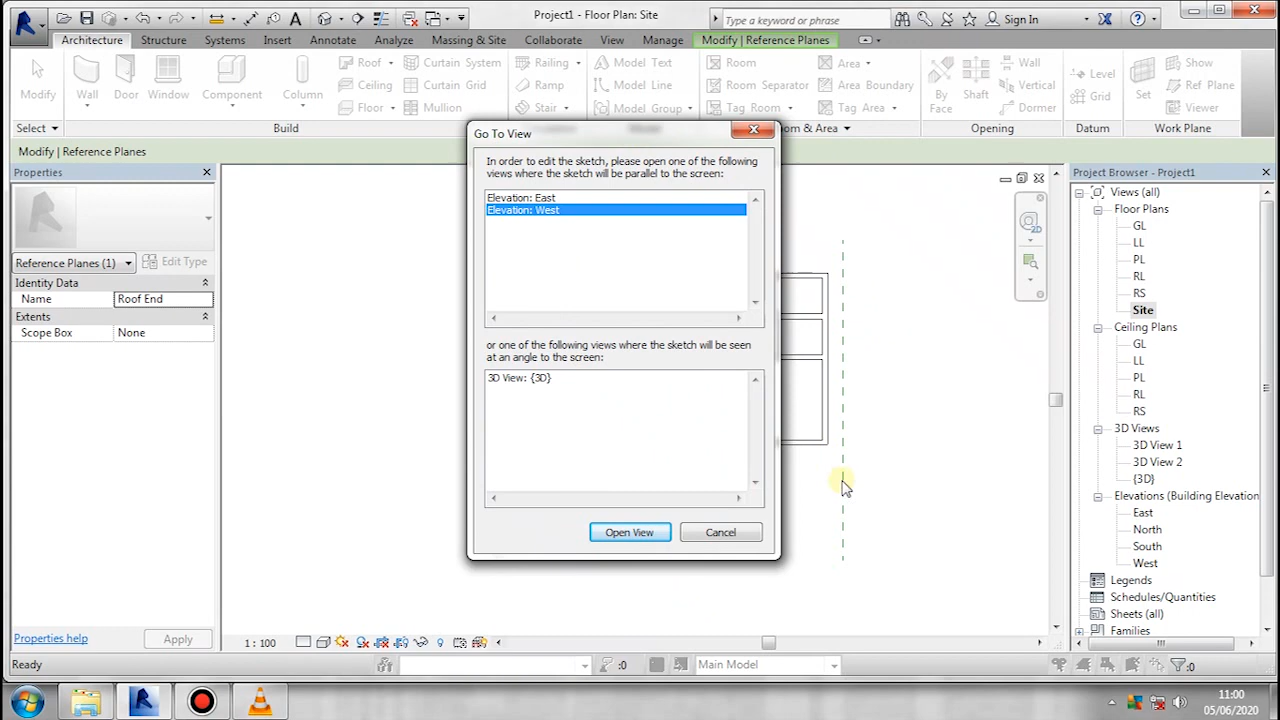 Project1 - Floor Plan: Site
Type a keyword or phrase
Sign In
Architecture Structure Systems Insert Annotate Analyze Massing & Site Collaborate View Manage Modify | Reference Planes
Modify
Wall
Door
Window
Component
Column
Roof
Ceiling
Floor
Curtain System
Curtain Grid
Mullion
Railing
Ramp
Stair
Model Text
Model Line
Model Group
Room
Room Separator
Tag Room
Area
Area Boundary
Tag Area
By Face
Shaft
Wall
Vertical
Dormer
Level
Grid
Set
Show
Ref Plane
Viewer
Select
Build
Room & Area
Opening
Datum
Work Plane
Modify | Reference Planes
Properties
Reference Planes (1)
Edit Type
Identity Data
Name Roof End
Extents
Scope Box None
Properties help
Apply
Go To View
In order to edit the sketch, please open one of the following
views where the sketch will be parallel to the screen:
Elevation: East
Elevation: West
or one of the following views where the sketch will be seen
at an angle to the screen:
3D View: {3D}
Open View Cancel
2D
Project Browser - Project1
Views (all)
Floor Plans
GL
LL
PL
RL
RS
Site
Ceiling Plans
GL
LL
PL
RL
RS
3D Views
3D View 1
3D View 2
{3D}
Elevations (Building Elevation
East
North
South
West
Legends
Schedules/Quantities
Sheets (all)
Families
1 : 100
Ready
:0
Main Model
:0
11:00
05/06/2020